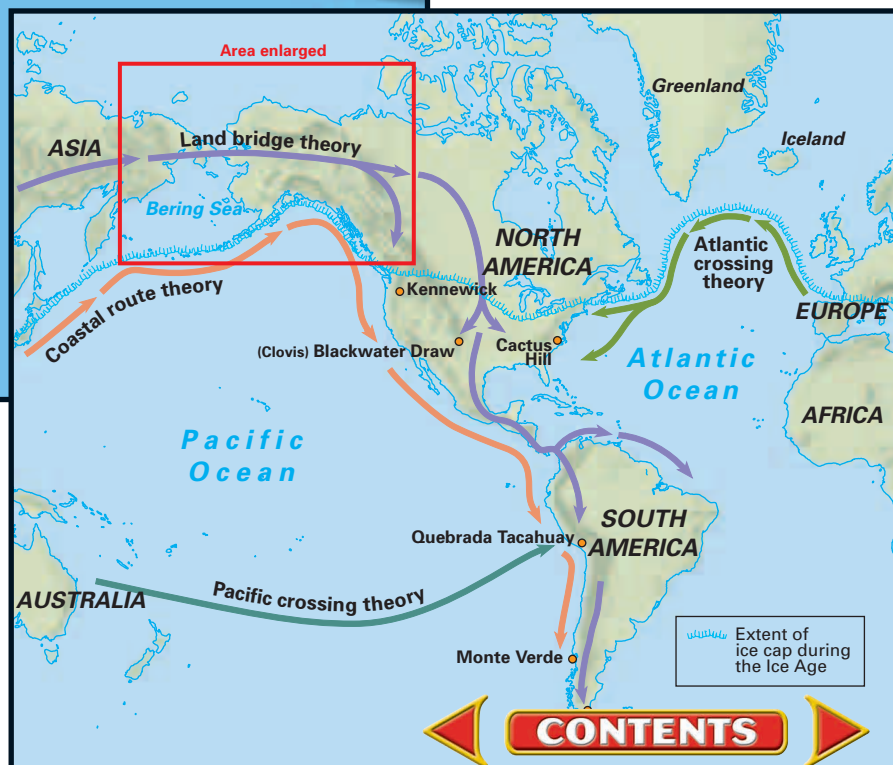 Area enlarged
Greenland
ASIA
Land bridge theory
Iceland
Bering Sea
NORTH
AMERICA
Atlantic
crossing
theory
Coastal route theory
Kennewick
EUROPE
(Clovis) Blackwater Draw
Cactus
Hill
Atlantic
Ocean
AFRICA
Pacific
Ocean
Quebrada Tacahuay
SOUTH
AMERICA
AUSTRALIA
Pacific crossing theory
Monte Verde
Extent of
ice cap during
the Ice Age
CONTENTS